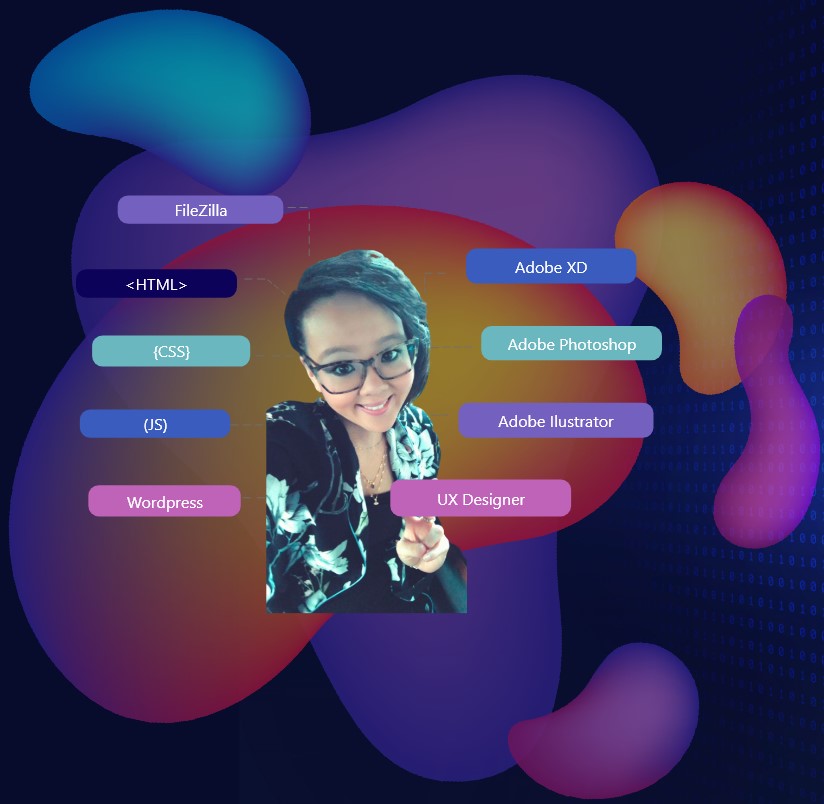 FileZilla
<HTML>
{CSS}
(JS)
Wordpress
Adobe XD
Adobe Photoshop
Adobe Ilustrator
UX Designer